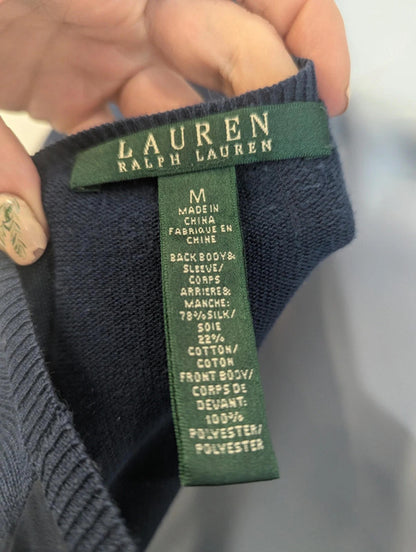 LAUREN
RALPH LAUREN
M
MADE IN
CHINA
FABRIQUE EN
CHINE
BACK BODY&
SLEEVE/
CORPS
ARRIERE&
MANCHE:
78%SILK/
SOIE
22%
COTTON/
COTON
FRONT BODY/
CORPS DE
DEVANT:
100%
POLYESTER/
POLYESTER